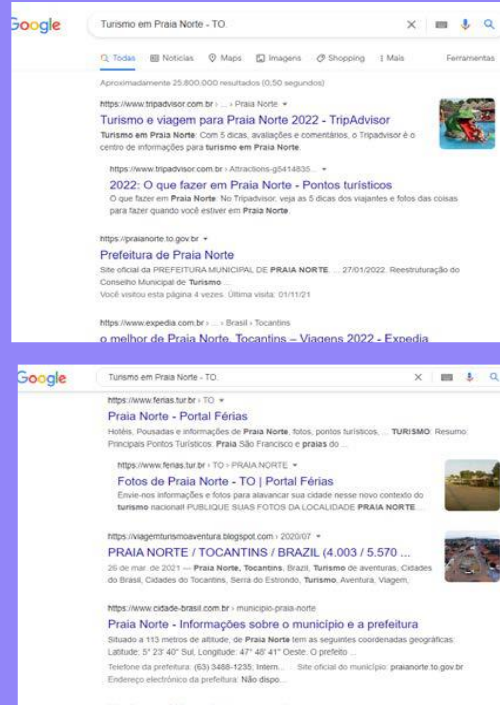 Google
Turismo em Praia Norte - TO.
Todas Notícias Maps Imagens Shopping Mais Ferramentas
Aproximadamente 25.800.000 resultados (0,50 segundos)
https://www.tripadvisor.com.br › ... › Praia Norte
Turismo e viagem para Praia Norte 2022 - TripAdvisor
Turismo em Praia Norte: Com 5 dicas, avaliações e comentários, o Tripadvisor é o
centro de informações para turismo em Praia Norte.
https://www.tripadvisor.com.br › Attractions-g5414835...
2022: O que fazer em Praia Norte - Pontos turísticos
O que fazer em Praia Norte: No Tripadvisor, veja as 5 dicas dos viajantes e fotos das coisas
para fazer quando você estiver em Praia Norte.
https://praianorte.to.gov.br
Prefeitura de Praia Norte
Site oficial da PREFEITURA MUNICIPAL DE PRAIA NORTE. ... 27/01/2022. Reestruturação do
Conselho Municipal de Turismo ...
Você visitou esta página 4 vezes. Última visita: 01/11/21
https://www.expedia.com.br › ... › Brasil › Tocantins
o melhor de Praia Norte, Tocantins – Viagens 2022 - Expedia
Google
Turismo em Praia Norte - TO.
https://www.ferias.tur.br › TO
Praia Norte - Portal Férias
Hotéis, Pousadas e informações de Praia Norte, fotos, pontos turísticos, ... TURISMO: Resumo:
Principais Pontos Turísticos: Praia São Francisco e praias do ...
https://www.ferias.tur.br › TO › PRAIA NORTE
Fotos de Praia Norte - TO | Portal Férias
Envie-nos informações e fotos para alavancar sua cidade nesse novo contexto do
turismo nacional! PUBLIQUE SUAS FOTOS DA LOCALIDADE PRAIA NORTE ...
https://viagemturismoaventura.blogspot.com › 2020/07
PRAIA NORTE / TOCANTINS / BRAZIL (4.003 / 5.570 ...
26 de mar. de 2021 — Praia Norte, Tocantins, Brazil, Turismo de aventuras, Cidades
do Brasil, Cidades do Tocantins, Serra do Estrondo, Turismo, Aventura, Viagem,
https://www.cidade-brasil.com.br › municipio-praia-norte
Praia Norte - Informações sobre o município e a prefeitura
Situado a 113 metros de altitude, de Praia Norte tem as seguintes coordenadas geográficas:
Latitude: 5° 23' 40'' Sul, Longitude: 47° 48' 41'' Oeste. O prefeito ...
Telefone da prefeitura: (63) 3488-1235; Intern... Site oficial do município: praianorte.to.gov.br
Endereço electrónico da prefeitura: Não dispo...